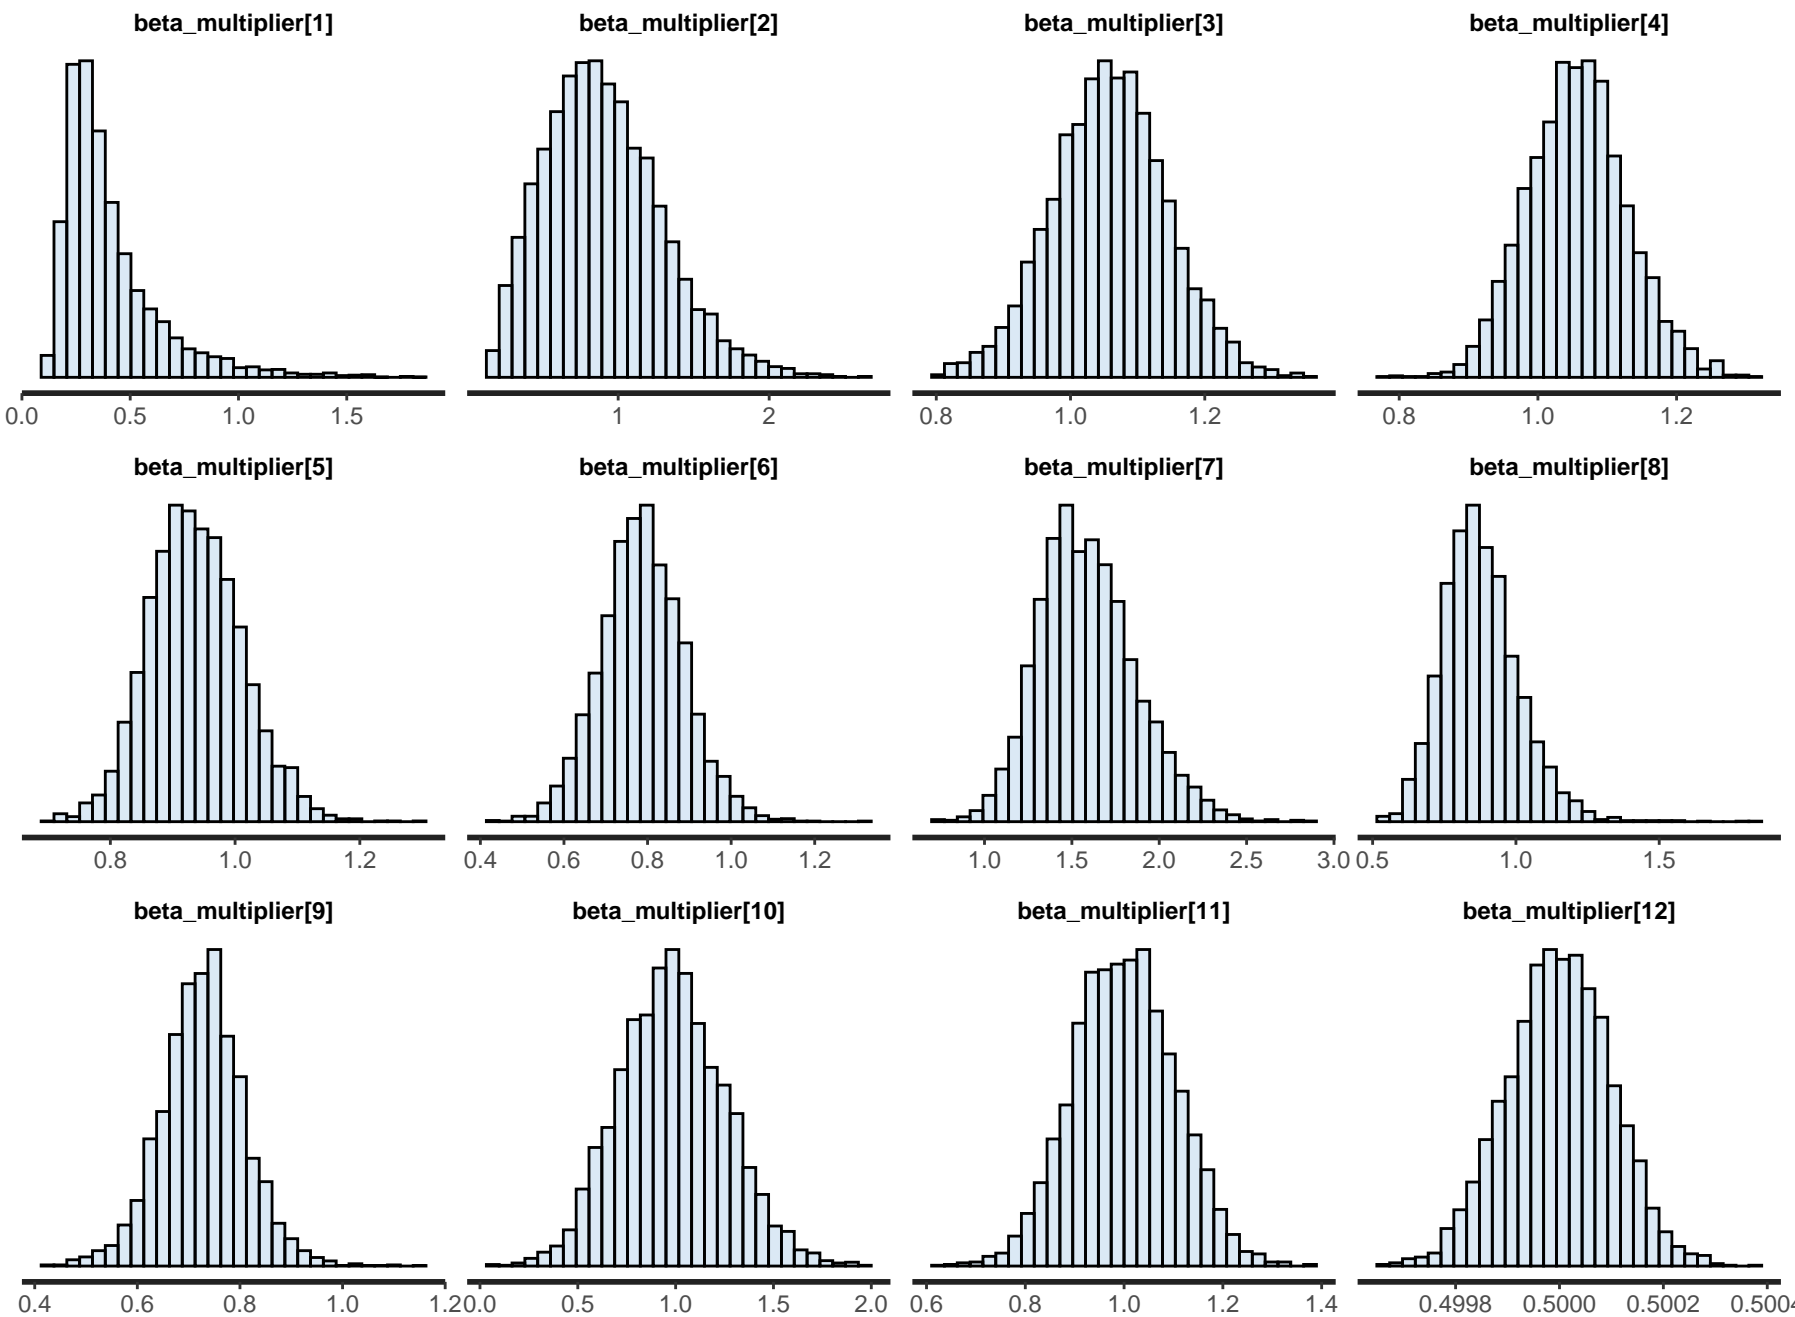 beta_multiplier[1] beta_multiplier[2] beta_multiplier[3] beta_multiplier[4]
0.0 0.5 1.0 1.5 1 2 0.8 1.0 1.2 0.8 1.0 1.2
beta_multiplier[5] beta_multiplier[6] beta_multiplier[7] beta_multiplier[8]
0.8 1.0 1.2 0.4 0.6 0.8 1.0 1.2 1.0 1.5 2.0 2.5 3.0 0.5 1.0 1.5
beta_multiplier[9] beta_multiplier[10] beta_multiplier[11] beta_multiplier[12]
0.4 0.6 0.8 1.0 1.2 0.0 0.5 1.0 1.5 2.0 0.6 0.8 1.0 1.2 1.4 0.4998 0.5000 0.5002 0.5004